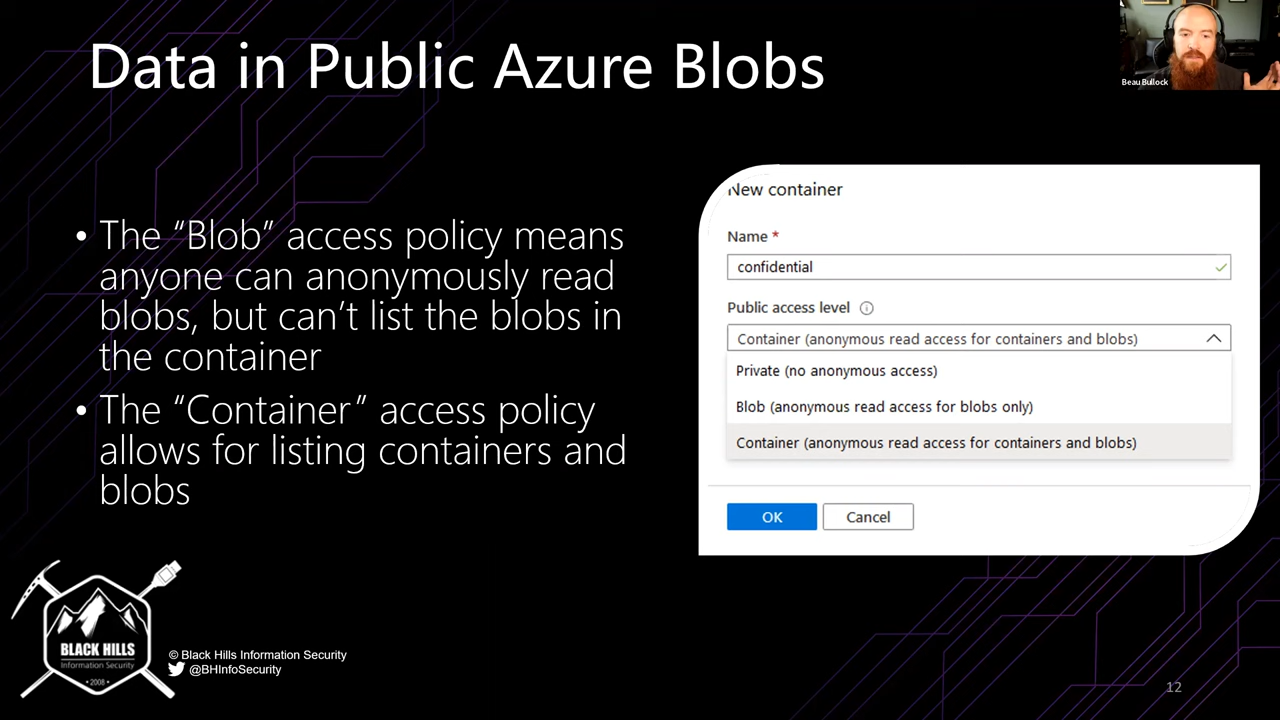 Data in Public Azure Blobs
Beau Bullock
• The “Blob” access policy means
anyone can anonymously read
blobs, but can’t list the blobs in
the container
• The “Container” access policy
allows for listing containers and
blobs
New container
Name *
confidential
Public access level
Container (anonymous read access for containers and blobs)
Private (no anonymous access)
Blob (anonymous read access for blobs only)
Container (anonymous read access for containers and blobs)
OK
Cancel
BLACK HILLS
Information Security
• 2008 •
© Black Hills Information Security
@BHInfoSecurity
12